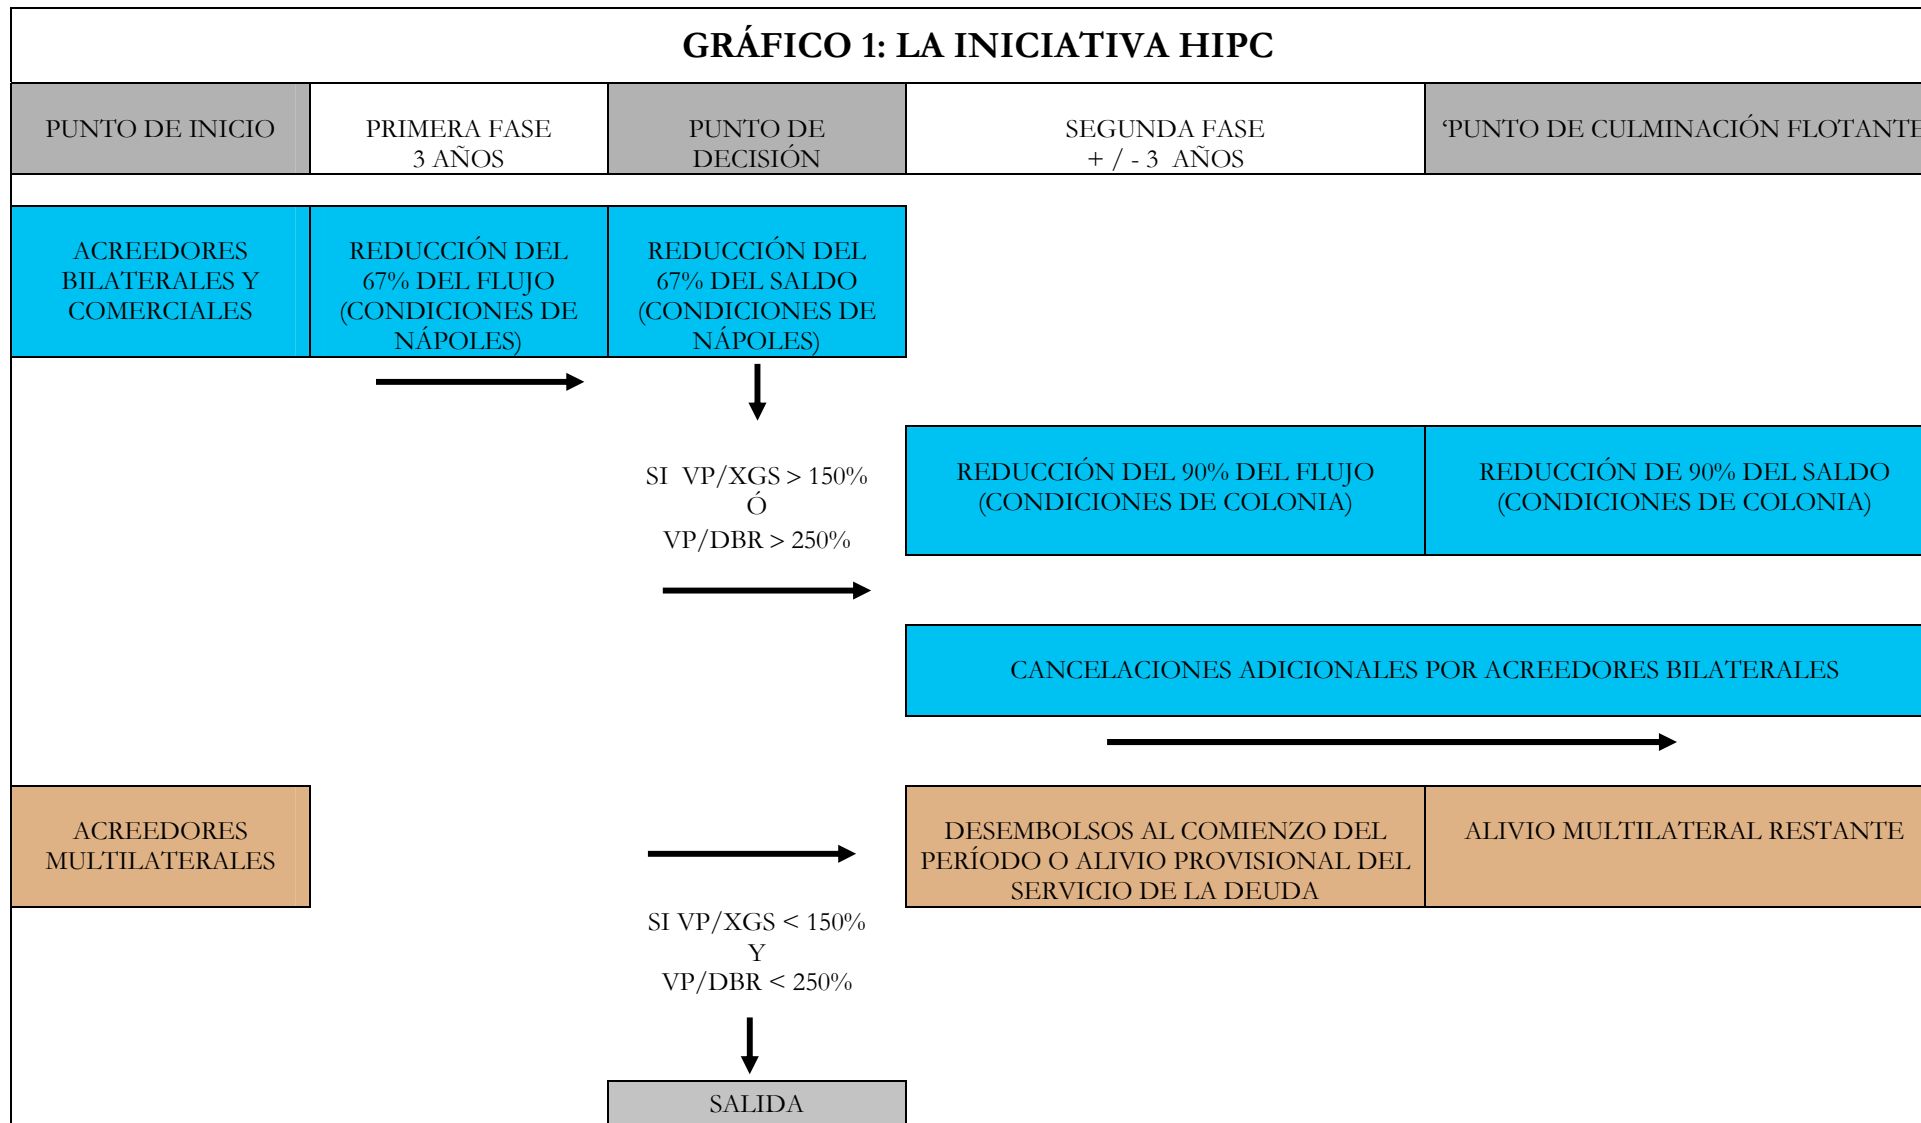 GRÁFICO 1: LA INICIATIVA HIPC
PUNTO DE INICIO
PRIMERA FASE
3 AÑOS
PUNTO DE
DECISIÓN
SEGUNDA FASE
+ / - 3 AÑOS
‘PUNTO DE CULMINACIÓN FLOTANTE
ACREEDORES
BILATERALES Y
COMERCIALES
REDUCCIÓN DEL
67% DEL FLUJO
(CONDICIONES DE
NÁPOLES)
REDUCCIÓN DEL
67% DEL SALDO
(CONDICIONES DE
NÁPOLES)
SI VP/XGS > 150%
Ó
VP/DBR > 250%
REDUCCIÓN DEL 90% DEL FLUJO
(CONDICIONES DE COLONIA)
REDUCCIÓN DE 90% DEL SALDO
(CONDICIONES DE COLONIA)
CANCELACIONES ADICIONALES POR ACREEDORES BILATERALES
ACREEDORES
MULTILATERALES
DESEMBOLSOS AL COMIENZO DEL
PERÍODO O ALIVIO PROVISIONAL DEL
SERVICIO DE LA DEUDA
ALIVIO MULTILATERAL RESTANTE
SI VP/XGS < 150%
Y
VP/DBR < 250%
SALIDA